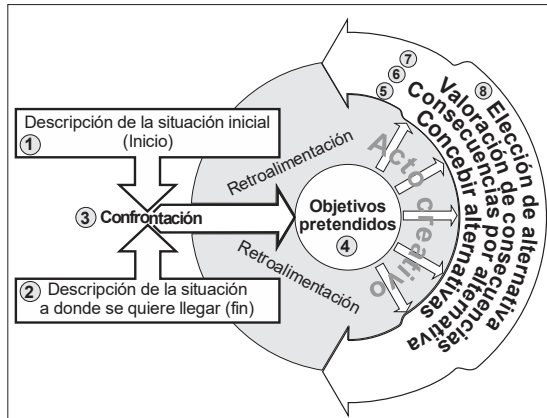 1
Descripción de la situación inicial
(Inicio)
3 Confrontación
2
Descripción de la situación
a donde se quiere llegar (fin)
Retroalimentación
Retroalimentación
Objetivos
pretendidos
4
Acto creativo
5
Concebir alternativas
6
Consecuencias por alternativa
7
Valoración de consecuencias
8
Elección de alternativa